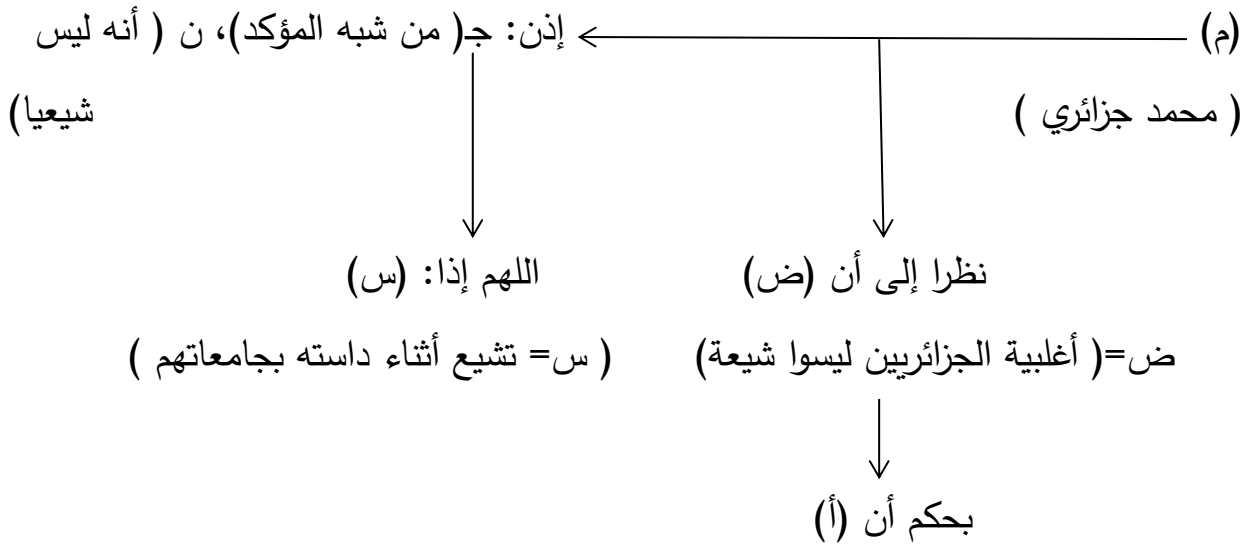 (م) إذن: جـ( من شبه المؤكد)، ن ( أنه ليس
( محمد جزائري ) شيعيا)
نظرا إلى أن (ض) اللهم إذا: (س)
ض=( أغلبية الجزائريين ليسوا شيعة) ( س= تشيع أثناء داسته بجامعاتهم )
بحكم أن (أ)